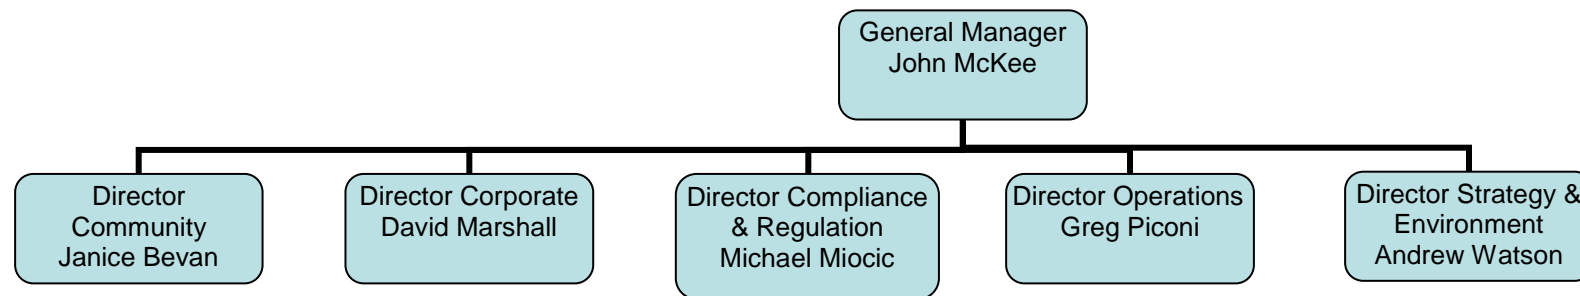 General Manager
John McKee
Director
Community
Janice Bevan
Director Corporate
David Marshall
Director Compliance
& Regulation
Michael Miocic
Director Operations
Greg Piconi
Director Strategy &
Environment
Andrew Watson